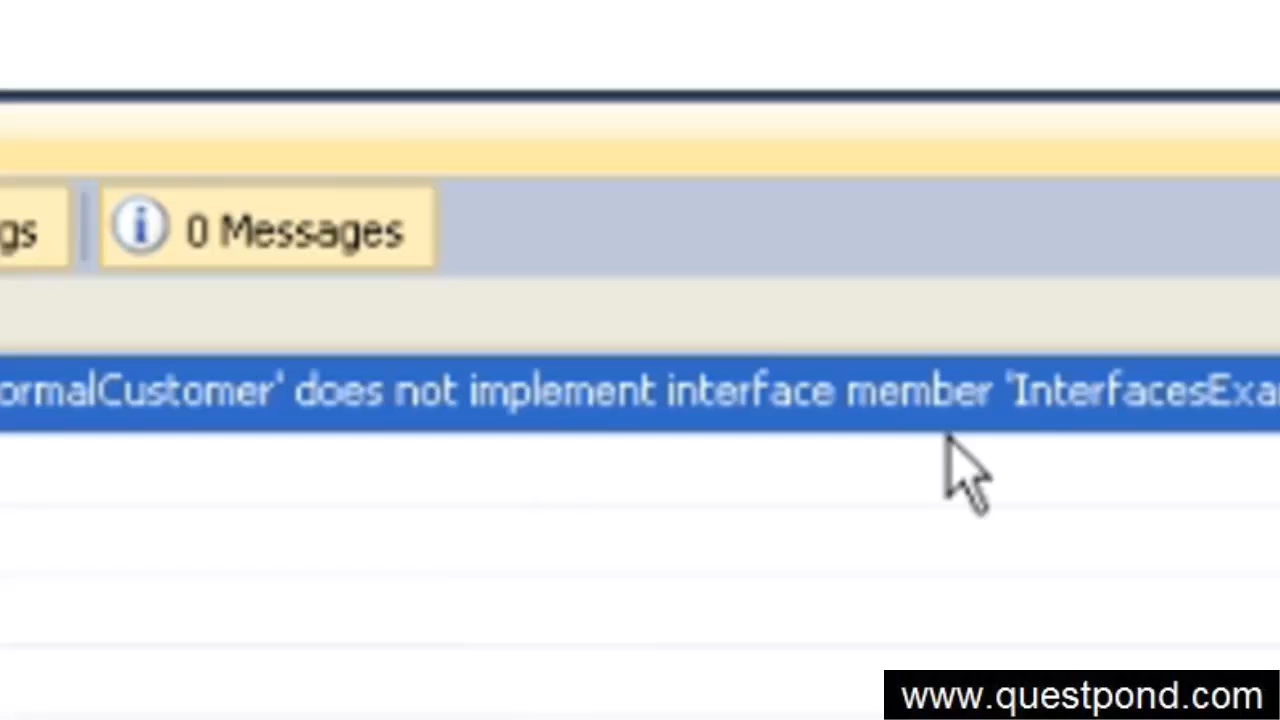 gs
0 Messages
ormalCustomer' does not implement interface member 'InterfacesExa
www.questpond.com